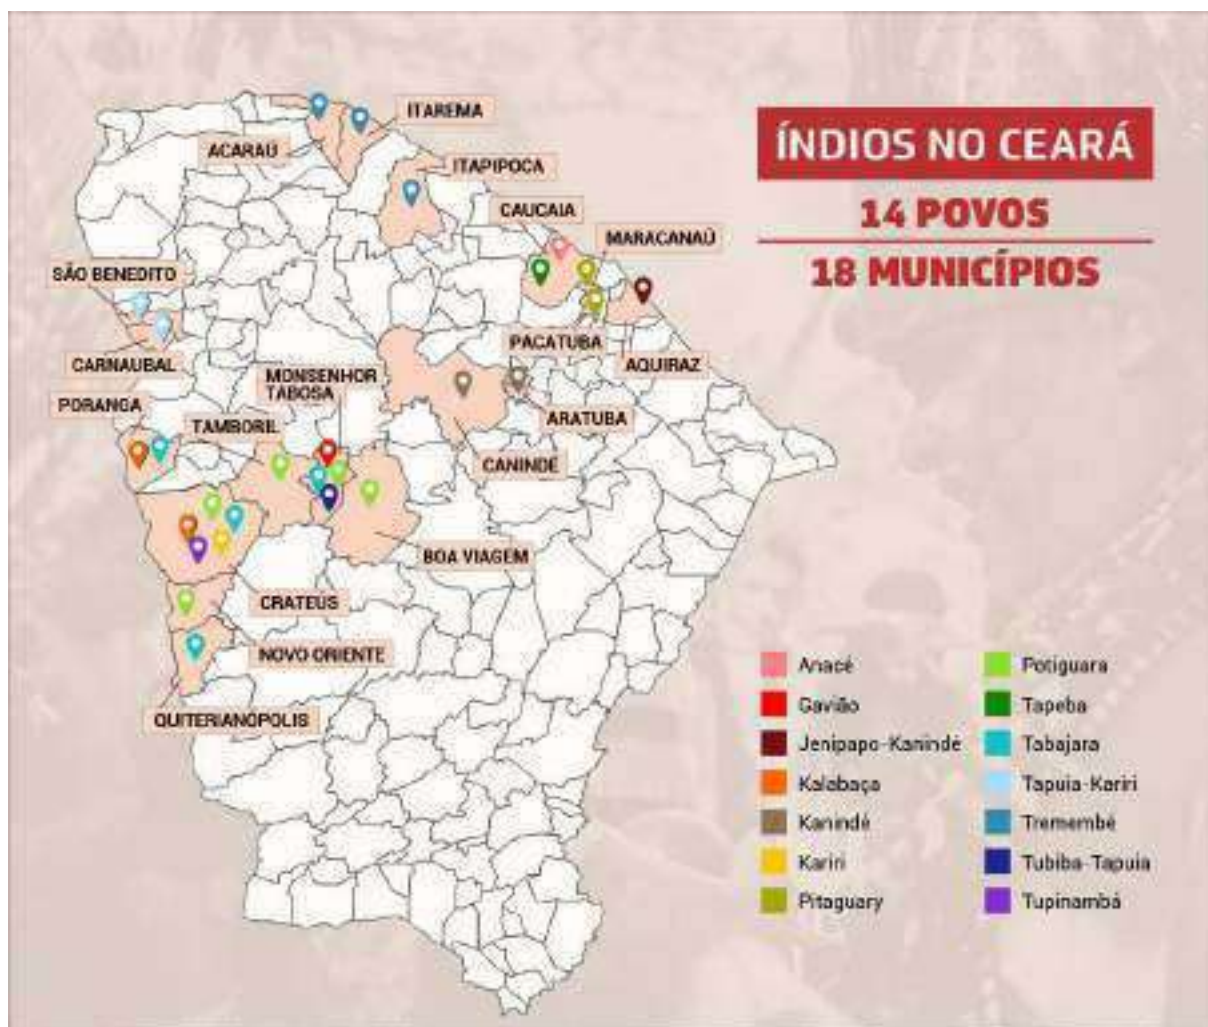 ÍNDIOS NO CEARÁ
14 POVOS
18 MUNICÍPIOS
ITAREMA
ACARAÚ
ITAPIPOCA
CAUCAIA
MARACANAÚ
SÃO BENEDITO
CARNAUBAL
PACATUBA
AQUIRAZ
MONSENHOR
TABOSA
PORANGA
TAMBORIL
ARATUBA
CANINDÉ
BOA VIAGEM
CRATEÚS
NOVO ORIENTE
QUITERIANÓPOLIS
Anacé
Gavião
Jenipapo-Kanindé
Kalabaça
Kanindé
Kariri
Pitaguary
Potiguara
Tapeba
Tabajara
Tapuia-Kariri
Tremembé
Tubiba-Tapuia
Tupinambá